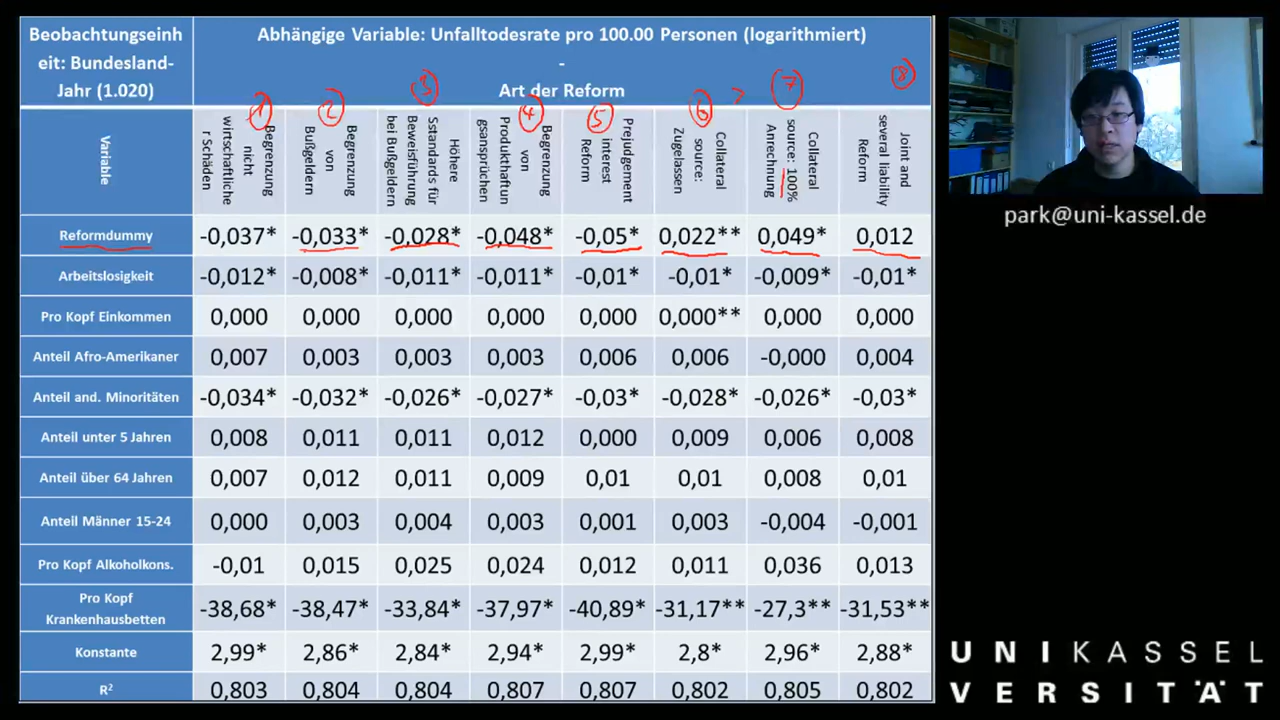 Beobachtungseinh
eit: Bundesland-
Jahr (1.020)
Abhängige Variable: Unfalltodesrate pro 100.00 Personen (logarithmiert)
-
Art der Reform
1 2 3 4 5 6 7 8
Variable
Begrenzung
nicht
wirtschaftliche
r Schäden
Begrenzung
von
Bußgeldern
Höhere
Sstandards für
Beweisführung
bei Bußgeldern
Begrenzung
von
Produkthaftun
gsansprüchen
Prejudgement
interest
Reform
Collateral
source:
Zugelassen
Collateral
source: 100%
Anrechnung
Joint and
several liability
Reform
Reformdummy -0,037* -0,033* -0,028* -0,048* -0,05* 0,022** 0,049* 0,012
Arbeitslosigkeit -0,012* -0,008* -0,011* -0,011* -0,01* -0,01* -0,009* -0,01*
Pro Kopf Einkommen 0,000 0,000 0,000 0,000 0,000 0,000** 0,000 0,000
Anteil Afro-Amerikaner 0,007 0,003 0,003 0,003 0,006 0,006 -0,000 0,004
Anteil and. Minoritäten -0,034* -0,032* -0,026* -0,027* -0,03* -0,028* -0,026* -0,03*
Anteil unter 5 Jahren 0,008 0,011 0,011 0,012 0,000 0,009 0,006 0,008
Anteil über 64 Jahren 0,007 0,012 0,011 0,009 0,01 0,01 0,008 0,01
Anteil Männer 15-24 0,000 0,003 0,004 0,003 0,001 0,003 -0,004 -0,001
Pro Kopf Alkoholkons. -0,01 0,015 0,025 0,024 0,012 0,011 0,036 0,013
Pro Kopf
Krankenhausbetten -38,68* -38,47* -33,84* -37,97* -40,89* -31,17** -27,3** -31,53**
Konstante 2,99* 2,86* 2,84* 2,94* 2,99* 2,8* 2,96* 2,88*
R² 0,803 0,804 0,804 0,807 0,807 0,802 0,805 0,802
park@uni-kassel.de
UNIKASSEL
VERSITÄT